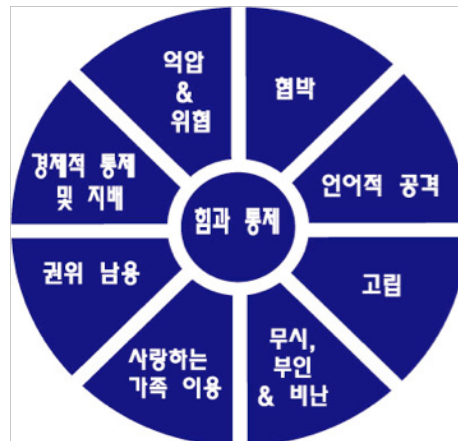 억압
&
위협
협박
언어적 공격
고립
무시,
부인
& 비난
사랑하는
가족 이용
권위 남용
경제적 통제
및 지배
힘과 통제